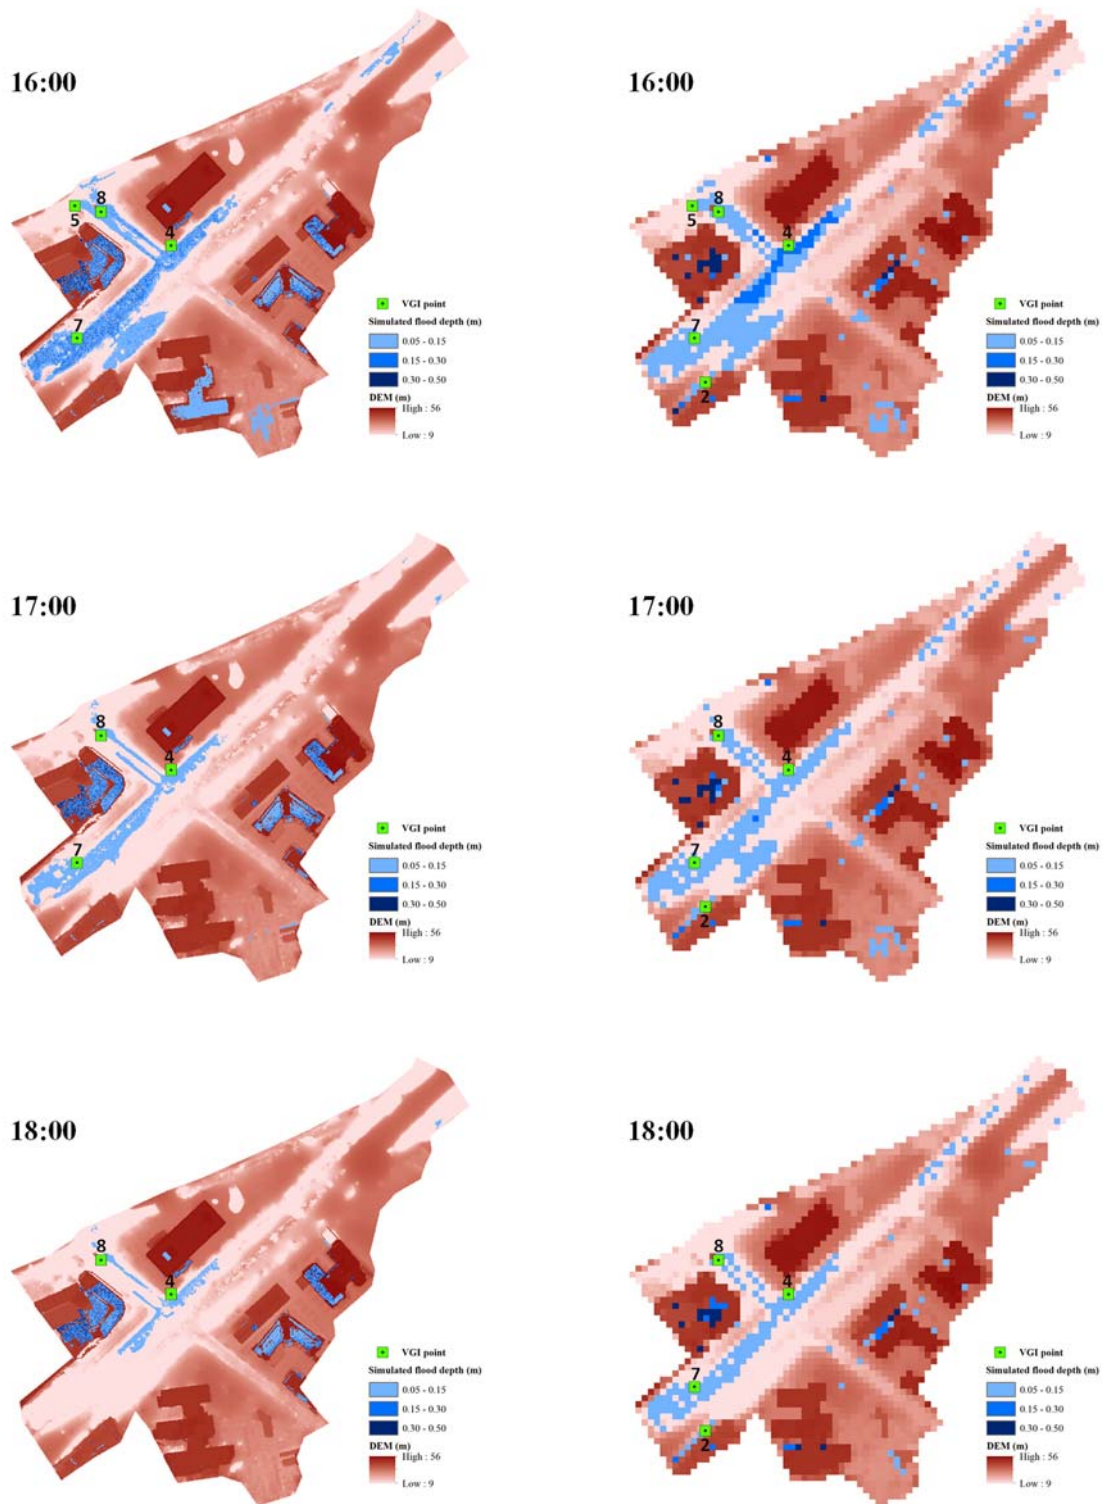 16:00
8
5
4
7
VGI point
Simulated flood depth (m)
0.05 - 0.15
0.15 - 0.30
0.30 - 0.50
DEM (m)
High : 56
Low : 9
16:00
8
5
4
7
2
VGI point
Simulated flood depth (m)
0.05 - 0.15
0.15 - 0.30
0.30 - 0.50
DEM (m)
High : 56
Low : 9
17:00
8
4
7
VGI point
Simulated flood depth (m)
0.05 - 0.15
0.15 - 0.30
0.30 - 0.50
DEM (m)
High : 56
Low : 9
17:00
8
4
7
2
VGI point
Simulated flood depth (m)
0.05 - 0.15
0.15 - 0.30
0.30 - 0.50
DEM (m)
High : 56
Low : 9
18:00
8
4
VGI point
Simulated flood depth (m)
0.05 - 0.15
0.15 - 0.30
0.30 - 0.50
DEM (m)
High : 56
Low : 9
18:00
8
4
7
2
VGI point
Simulated flood depth (m)
0.05 - 0.15
0.15 - 0.30
0.30 - 0.50
DEM (m)
High : 56
Low : 9